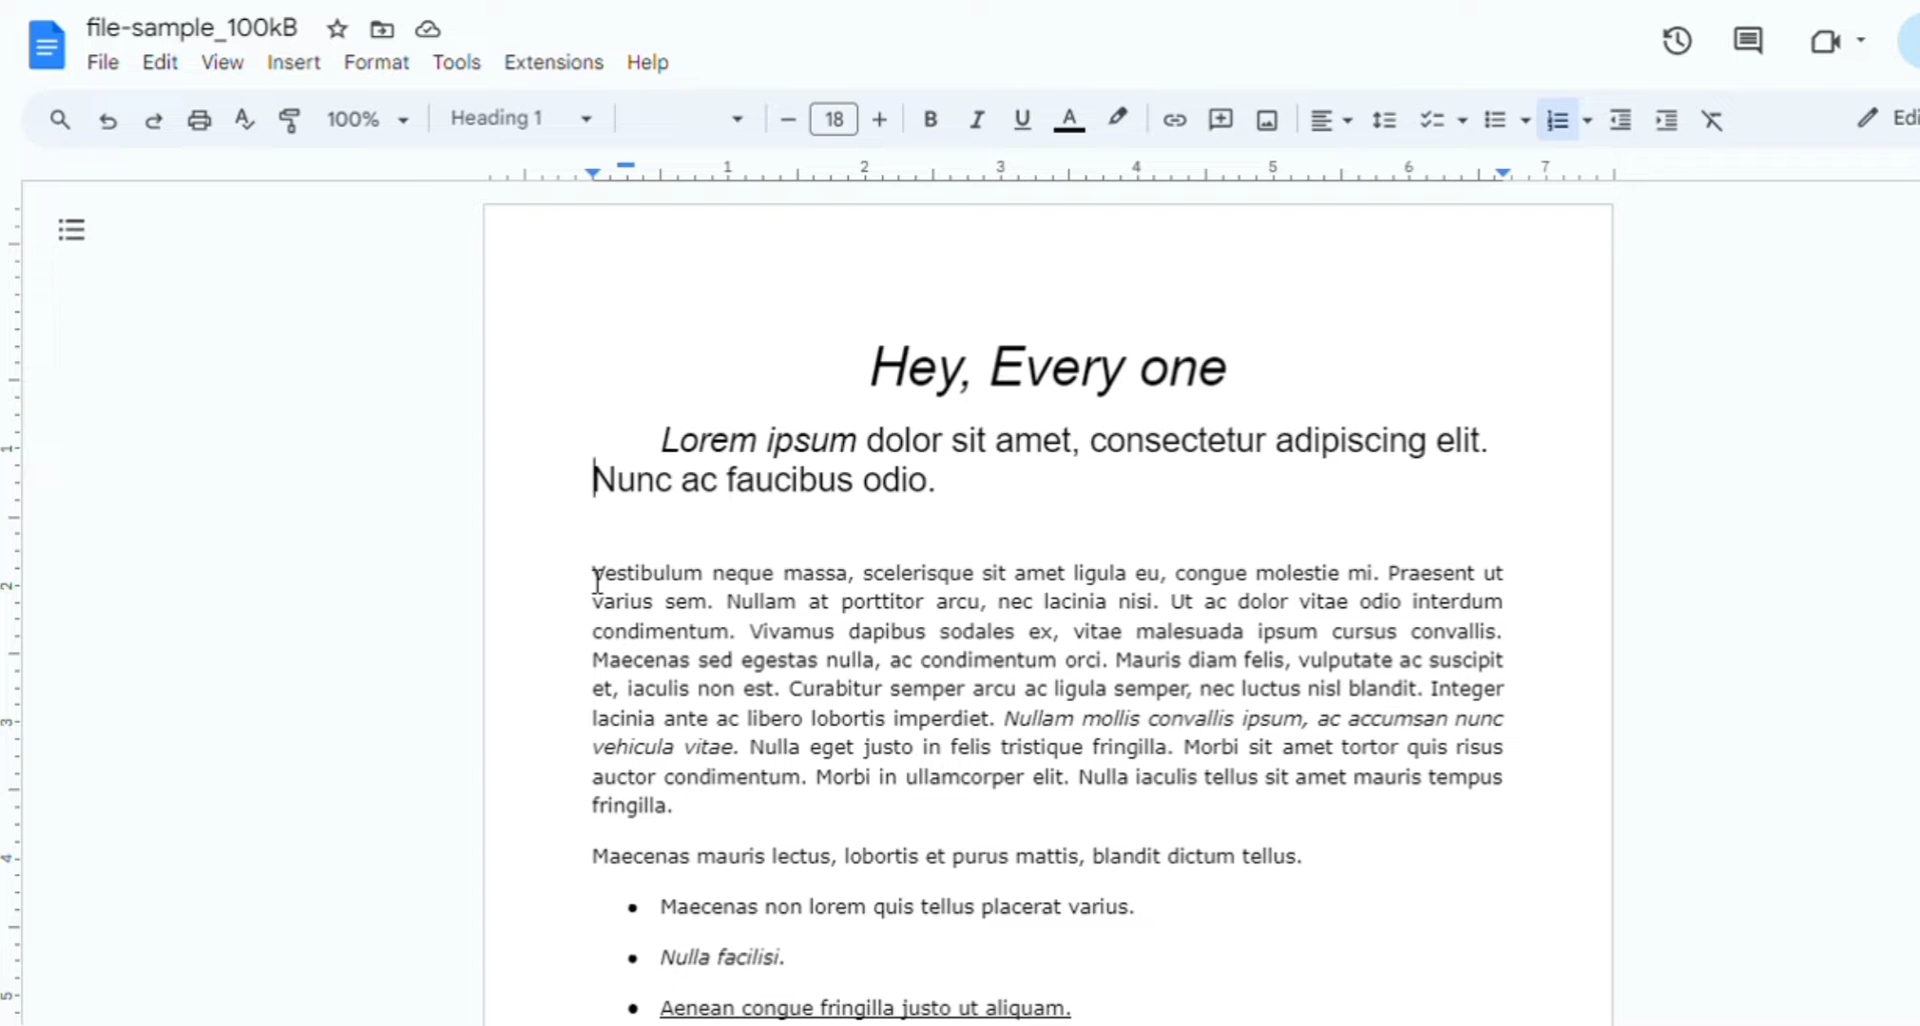 file-sample_100kB
File Edit View Insert Format Tools Extensions Help
100% Heading 1 18 B I U A Edi
1 2 3 4 5 6 7
Hey, Every one
Lorem ipsum dolor sit amet, consectetur adipiscing elit.
Nunc ac faucibus odio.
Vestibulum neque massa, scelerisque sit amet ligula eu, congue molestie mi. Praesent ut
varius sem. Nullam at porttitor arcu, nec lacinia nisi. Ut ac dolor vitae odio interdum
condimentum. Vivamus dapibus sodales ex, vitae malesuada ipsum cursus convallis.
Maecenas sed egestas nulla, ac condimentum orci. Mauris diam felis, vulputate ac suscipit
et, iaculis non est. Curabitur semper arcu ac ligula semper, nec luctus nisl blandit. Integer
lacinia ante ac libero lobortis imperdiet. Nullam mollis convallis ipsum, ac accumsan nunc
vehicula vitae. Nulla eget justo in felis tristique fringilla. Morbi sit amet tortor quis risus
auctor condimentum. Morbi in ullamcorper elit. Nulla iaculis tellus sit amet mauris tempus
fringilla.
Maecenas mauris lectus, lobortis et purus mattis, blandit dictum tellus.
● Maecenas non lorem quis tellus placerat varius.
● Nulla facilisi.
● Aenean congue fringilla justo ut aliquam.
1
2
3
4
5